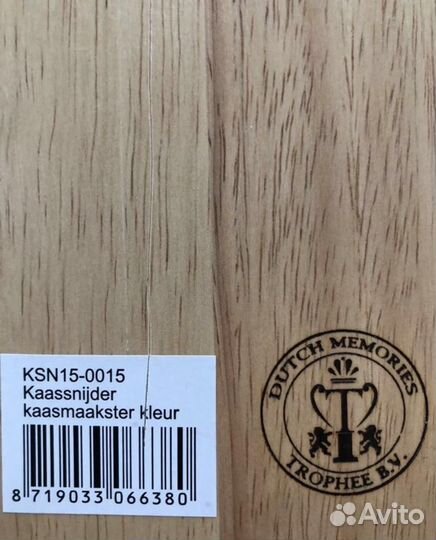 KSN15-0015
Kaassnijder
kaasmaakster kleur
8 719033 066380
DUTCH MEMORIES
T
TROPHEE B.V.
Avito